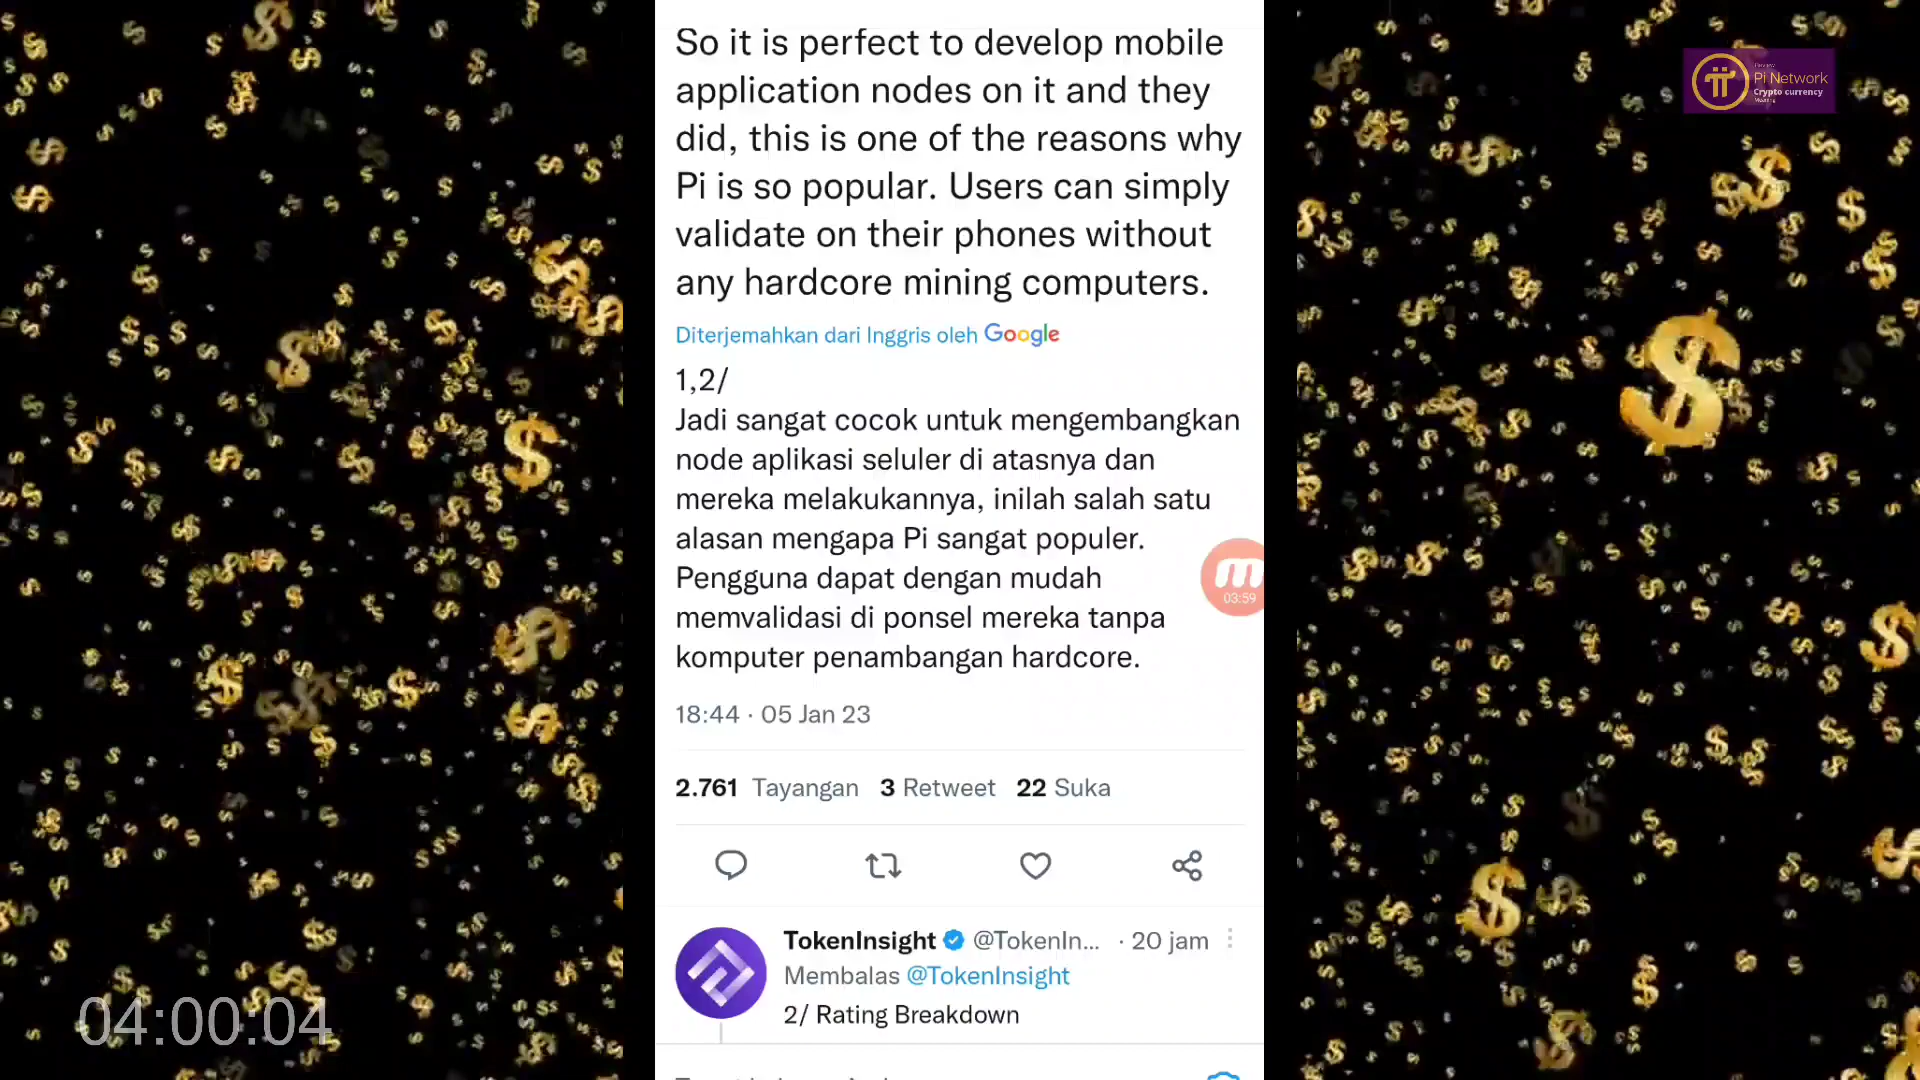 So it is perfect to develop mobile
application nodes on it and they
did, this is one of the reasons why
Pi is so popular. Users can simply
validate on their phones without
any hardcore mining computers.
Diterjemahkan dari Inggris oleh Google
1,2/
Jadi sangat cocok untuk mengembangkan
node aplikasi seluler di atasnya dan
mereka melakukannya, inilah salah satu
alasan mengapa Pi sangat populer.
Pengguna dapat dengan mudah
memvalidasi di ponsel mereka tanpa
komputer penambangan hardcore.
18:44 · 05 Jan 23
2.761 Tayangan 3 Retweet 22 Suka
TokenInsight @TokenIn... · 20 jam
Membalas @TokenInsight
2/ Rating Breakdown
03:59
Pi Network
Crypto currency
04:00:04